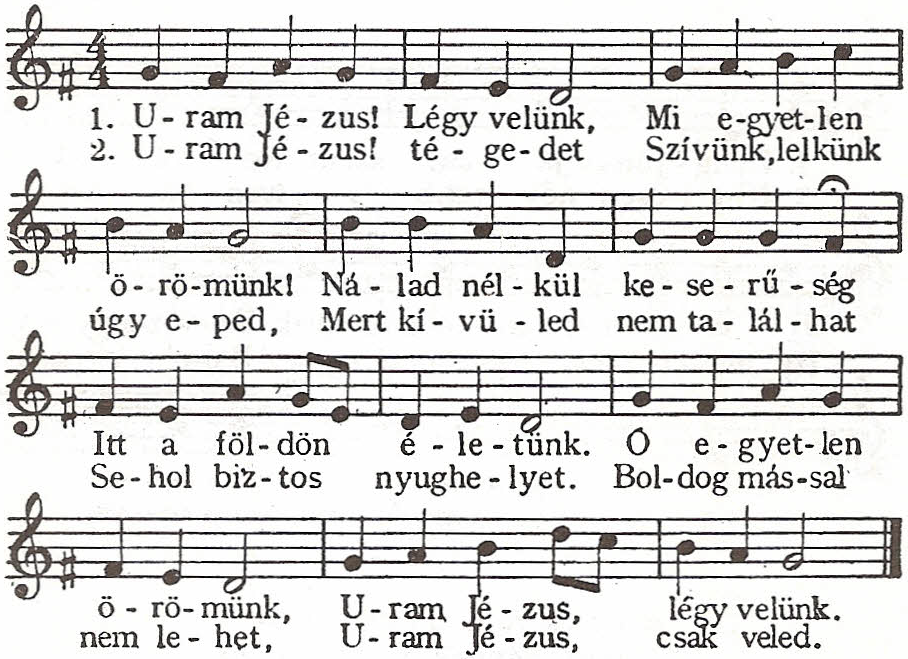 4
4
1. U - ram Jé - zus! Légy velünk, Mi e-gyet-len
2. U - ram Jé - zus! té - ge - det Szívünk,lelkünk
ö - rö-münk! Ná - lad nél - kül ke - se - rű - ség
úgy e - ped, Mert kí - vü - led nem ta - lál - hat
Itt a föl-dön é - le - tünk. Ó e - gyet-len
Se - hol biz-tos nyughe - lyet. Bol-dog más-sal
ö - rö-münk, U - ram Jé - zus, légy velünk.
nem le - het, U - ram Jé - zus, csak veled.